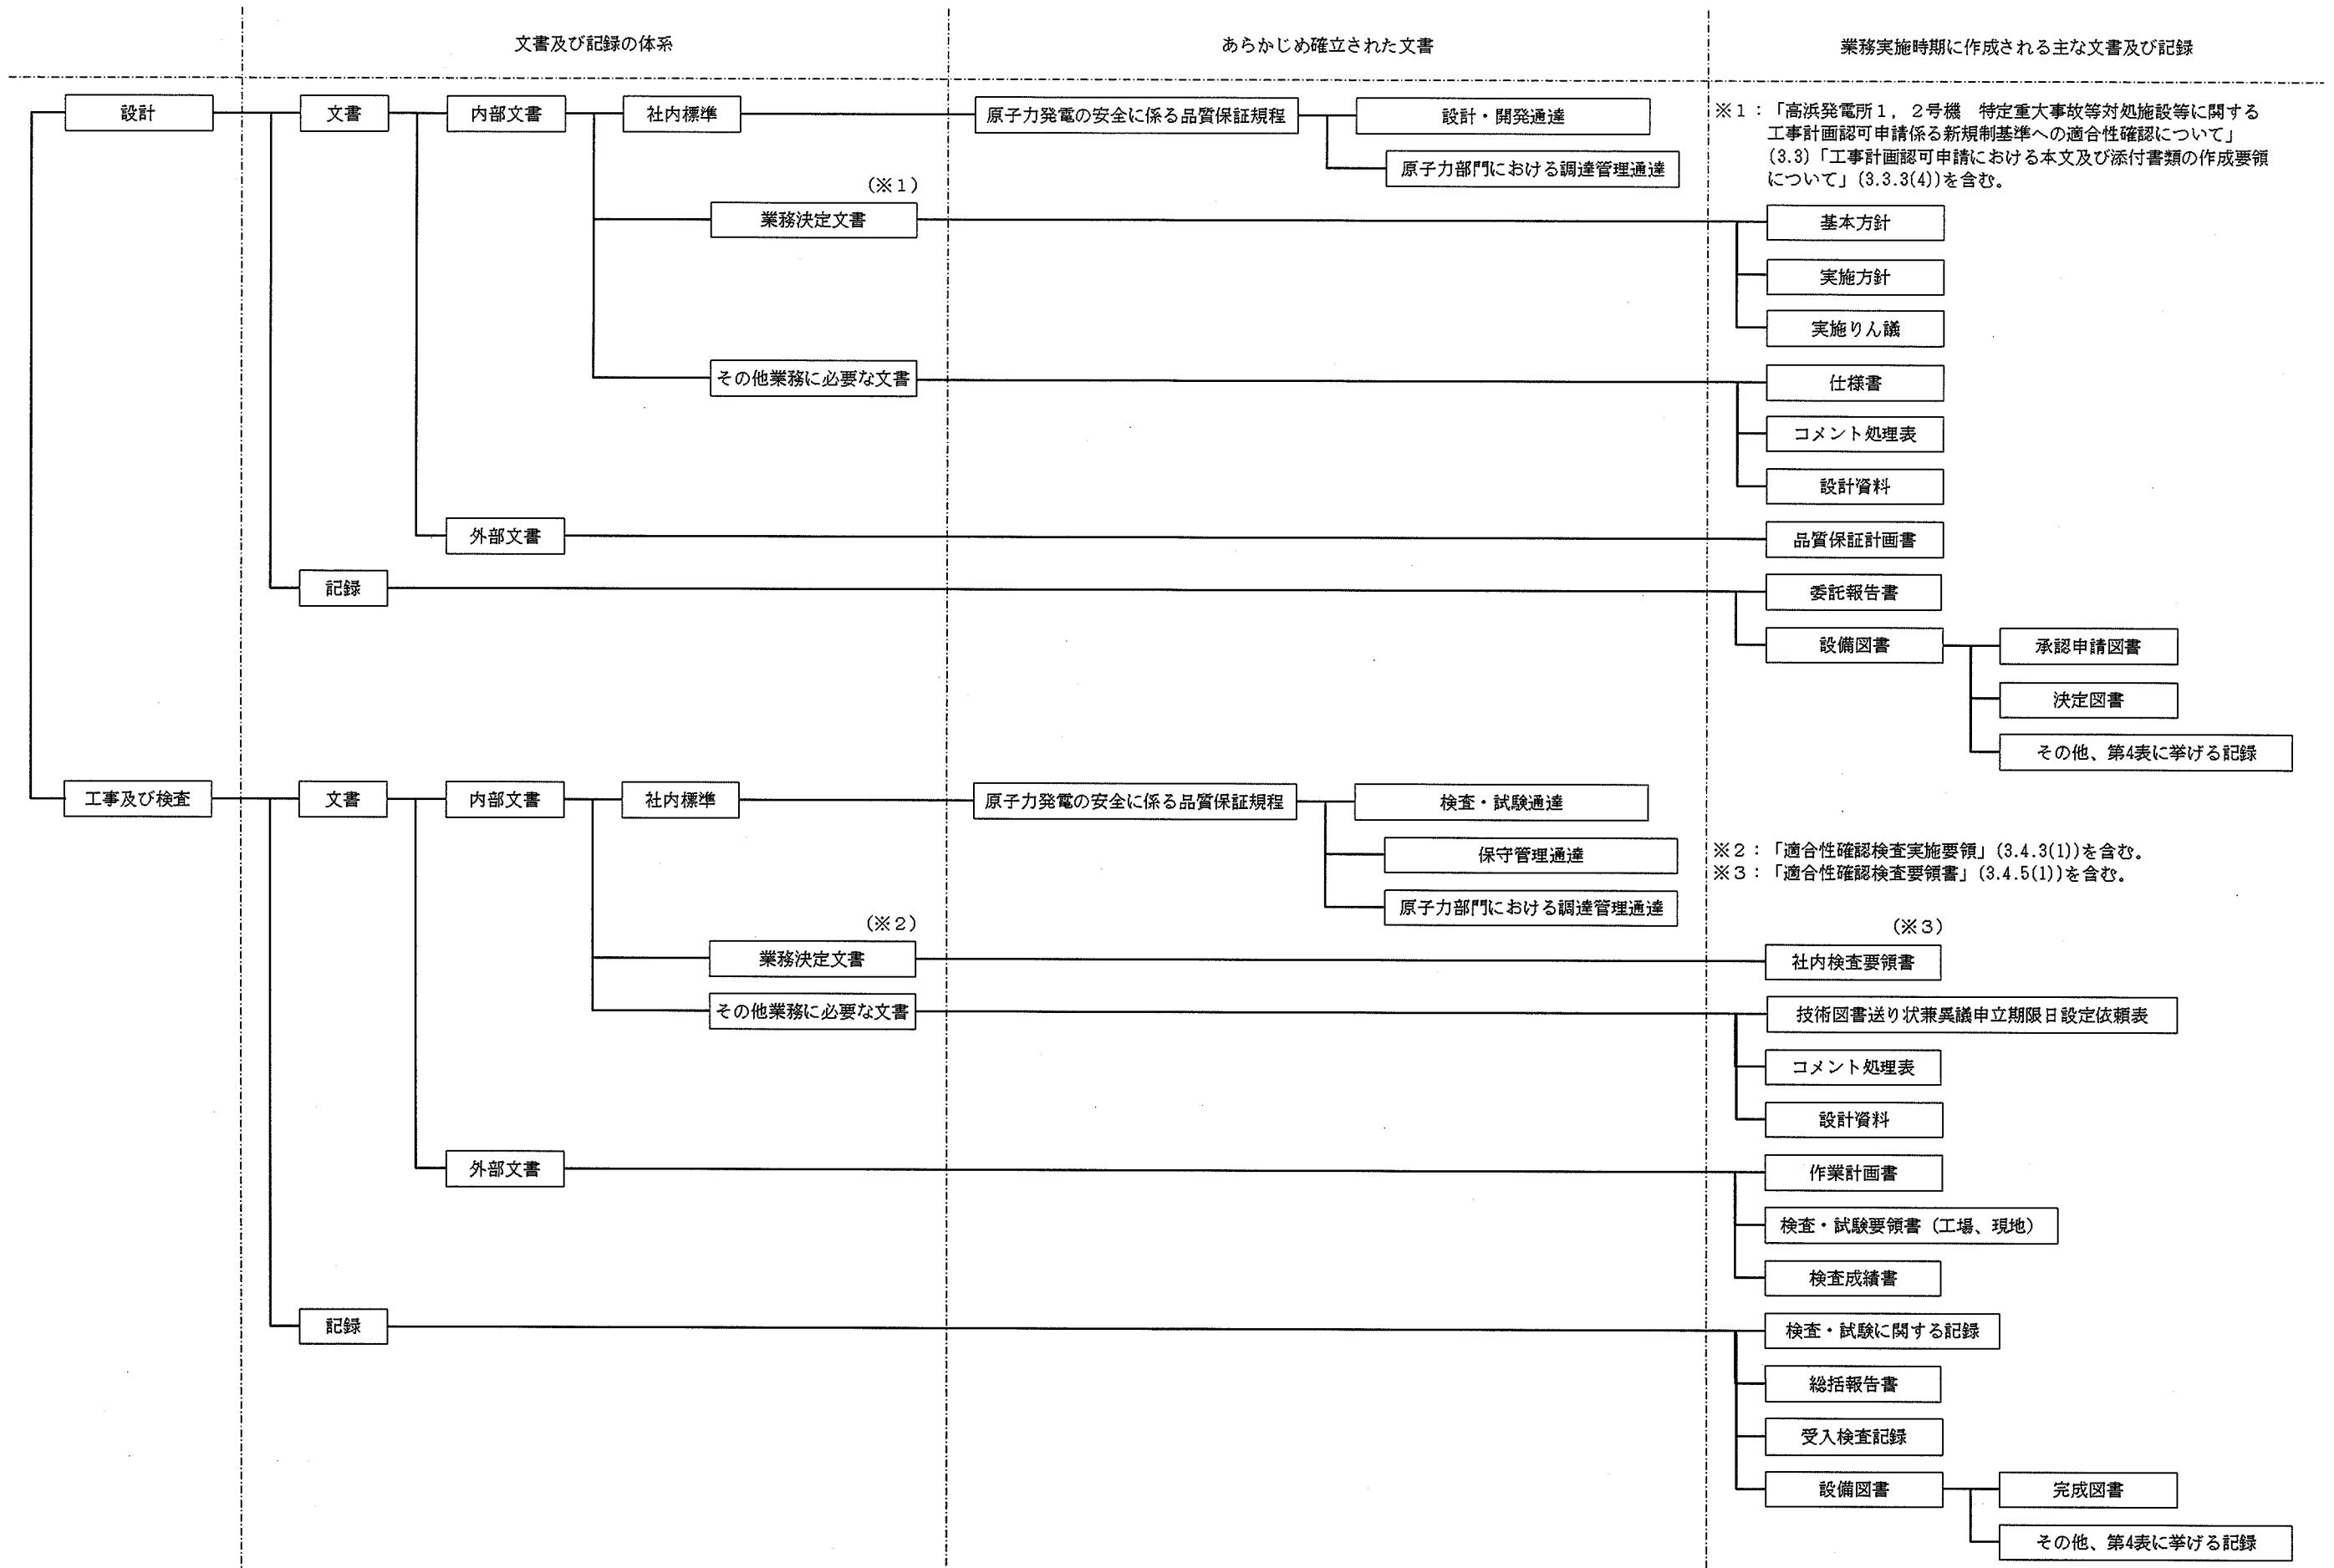 文書及び記録の体系
あらかじめ確立された文書
業務実施時期に作成される主な文書及び記録
設計
文書
内部文書
社内標準
原子力発電の安全に係る品質保証規程
設計・開発通達
原子力部門における調達管理通達
※1：「高浜発電所1，2号機　特定重大事故等対処施設等に関する
工事計画認可申請係る新規制基準への適合性確認について」
(3.3)「工事計画認可申請における本文及び添付書類の作成要領
について」(3.3.3(4))を含む。
(※1)
業務決定文書
基本方針
実施方針
実施りん議
その他業務に必要な文書
仕様書
コメント処理表
設計資料
外部文書
品質保証計画書
記録
委託報告書
設備図書
承認申請図書
決定図書
その他、第4表に挙げる記録
工事及び検査
文書
内部文書
社内標準
原子力発電の安全に係る品質保証規程
検査・試験通達
保守管理通達
原子力部門における調達管理通達
※2：「適合性確認検査実施要領」(3.4.3(1))を含む。
※3：「適合性確認検査要領書」(3.4.5(1))を含む。
(※2)
業務決定文書
(※3)
社内検査要領書
その他業務に必要な文書
技術図書送り状兼異議申立期限日設定依頼表
コメント処理表
設計資料
外部文書
作業計画書
検査・試験要領書（工場、現地）
検査成績書
記録
検査・試験に関する記録
総括報告書
受入検査記録
設備図書
完成図書
その他、第4表に挙げる記録